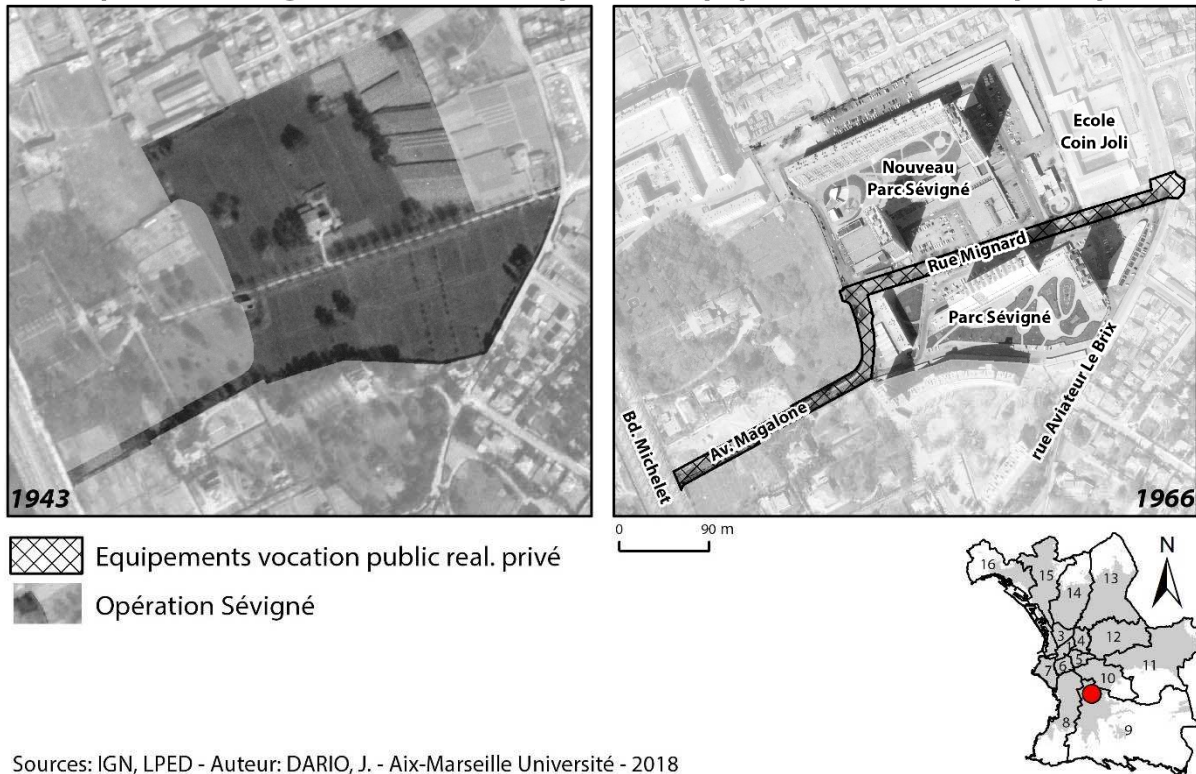 1943
Ecole
Coin Joli
Nouveau
Parc Sévigné
Rue Mignard
Parc Sévigné
Av. Magalone
Bd. Michelet
rue Aviateur Le Brix
1966
0 90 m
Equipements vocation public real. privé
Opération Sévigné
N
16
15
13
14
3
4
12
1
5
11
7
6
10
8
9
Sources: IGN, LPED - Auteur: DARIO, J. - Aix-Marseille Université - 2018